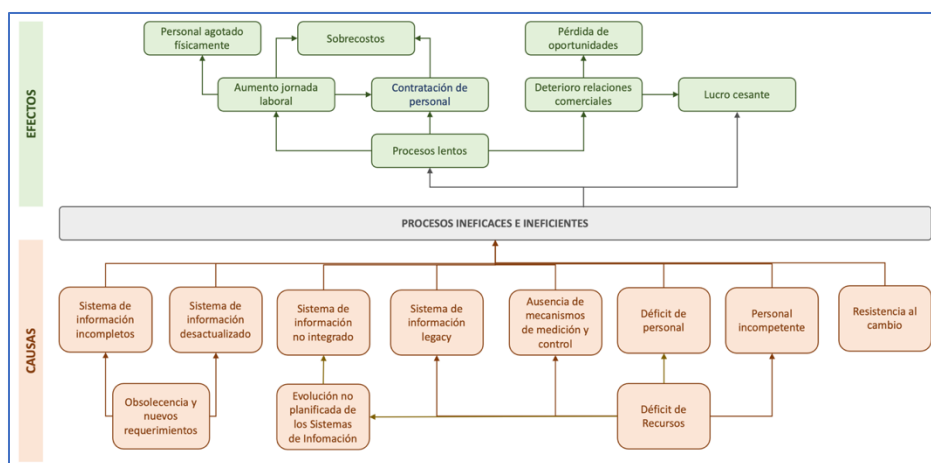 EFECTOS
Personal agotado
físicamente
Sobrecostos
Pérdida de
oportunidades
Aumento jornada
laboral
Contratación de
personal
Deterioro relaciones
comerciales
Lucro cesante
Procesos lentos
PROCESOS INEFICACES E INEFICIENTES
CAUSAS
Sistema de
información
incompletos
Sistema de
información
desactualizado
Sistema de
información
no integrado
Sistema de
información
legacy
Ausencia de
mecanismos
de medición y
control
Déficit de
personal
Personal
incompetente
Resistencia al
cambio
Obsolecencia y
nuevos
requerimientos
Evolución no
planificada de
los Sistemas
de Infomación
Déficit de
Recursos